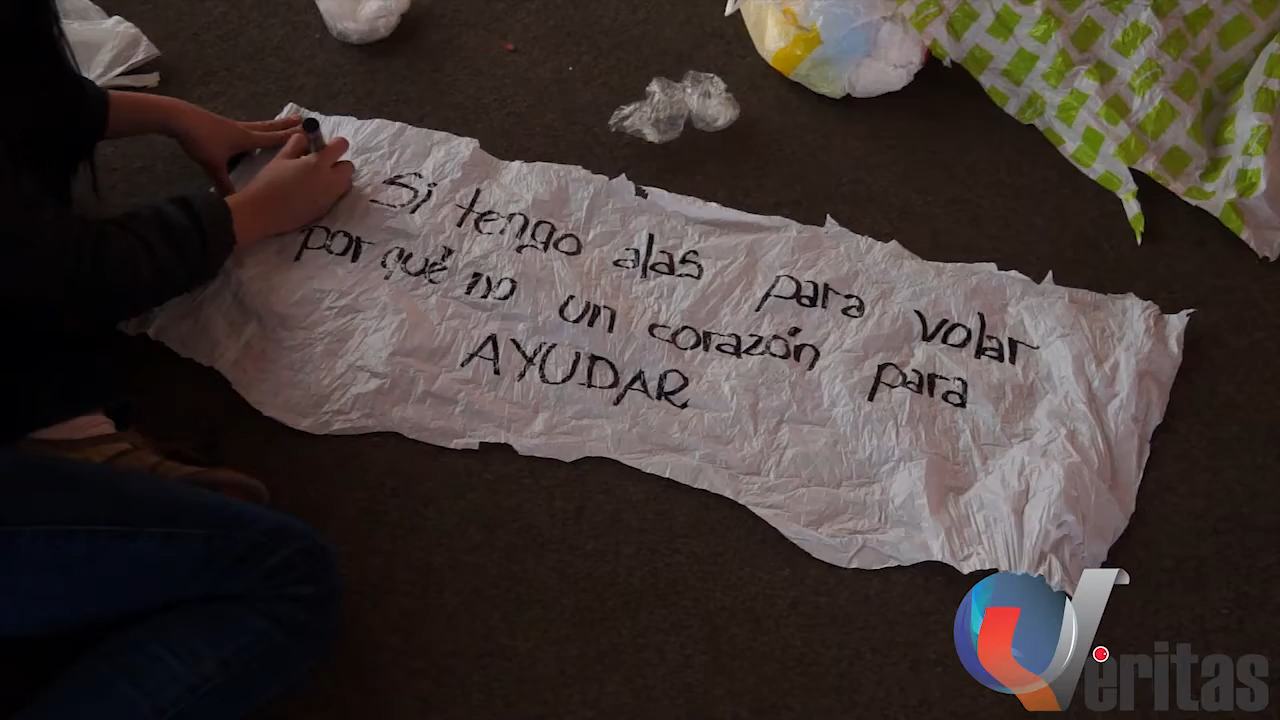 Si tengo alas para volar
por qué no un corazón para
AYUDAR
Veritas